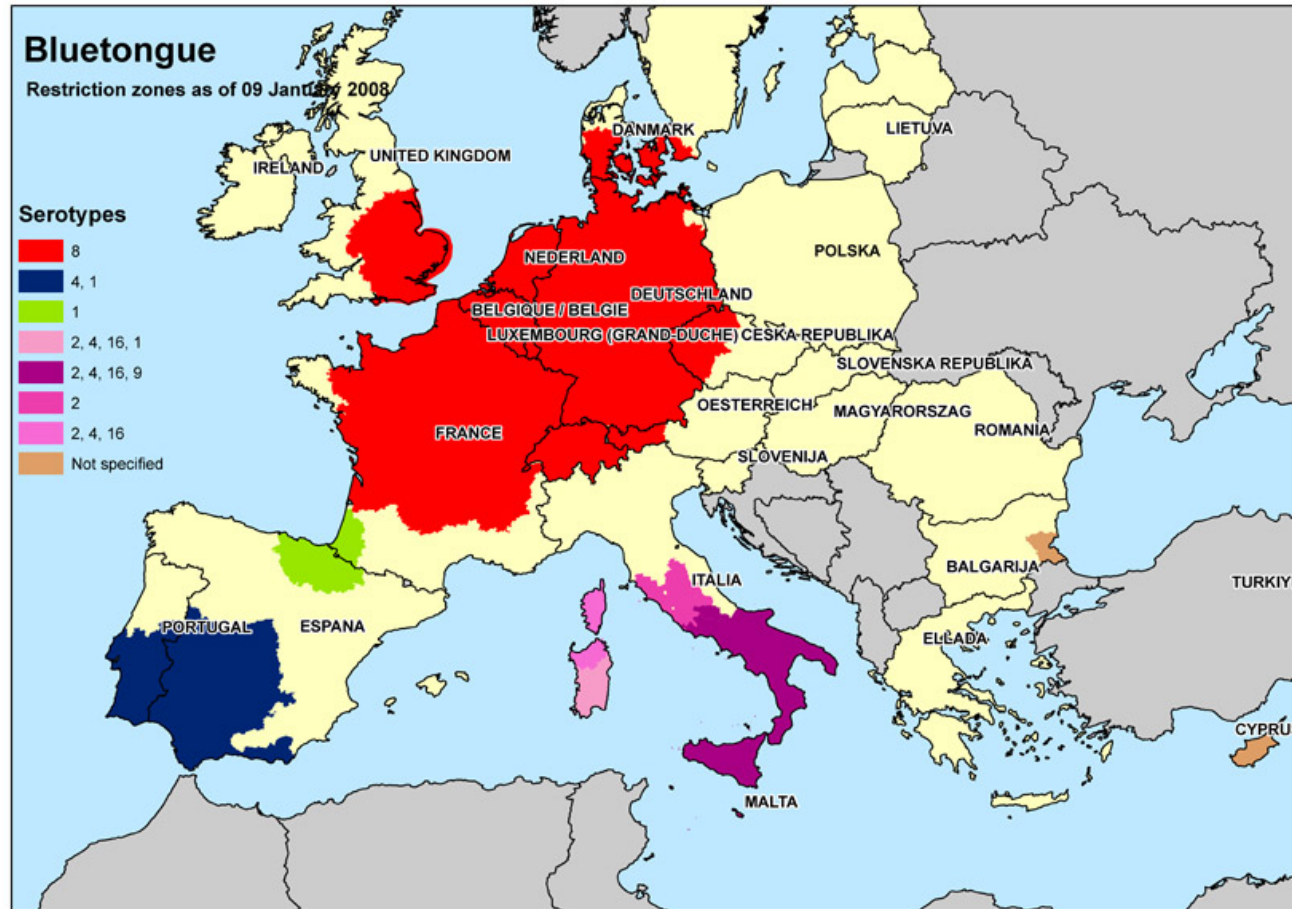 Bluetongue
Restriction zones as of 09 January 2008
DANMARK
LIETUVA
UNITED KINGDOM
IRELAND
Serotypes
8
4, 1
1
2, 4, 16, 1
2, 4, 16, 9
2
2, 4, 16
Not specified
POLSKA
NEDERLAND
DEUTSCHLAND
BELGIQUE / BELGIE
LUXEMBOURG (GRAND-DUCHE)
CESKA REPUBLIKA
SLOVENSKA REPUBLIKA
OESTERREICH
MAGYARORSZAG
FRANCE
ROMANIA
SLOVENIJA
BALGARIJA
ITÁLIA
TURKIY
PORTUGAL
ESPANA
ELLADA
CYPRUS
MALTA